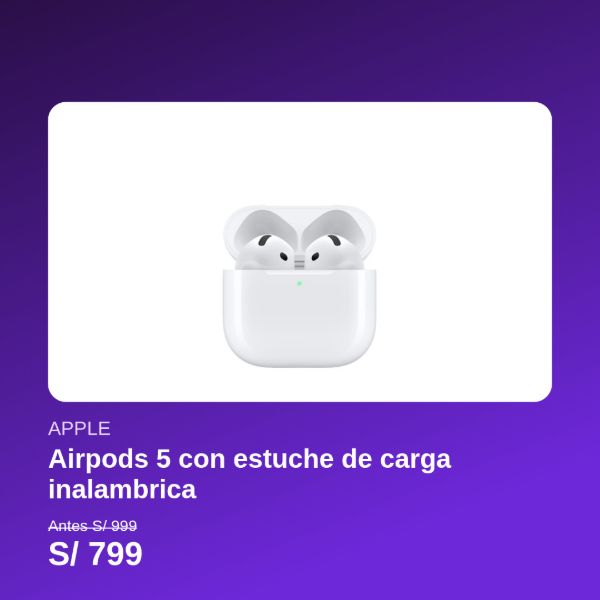 APPLE
Airpods 5 con estuche de carga
inalambrica
Antes S/ 999
S/ 799